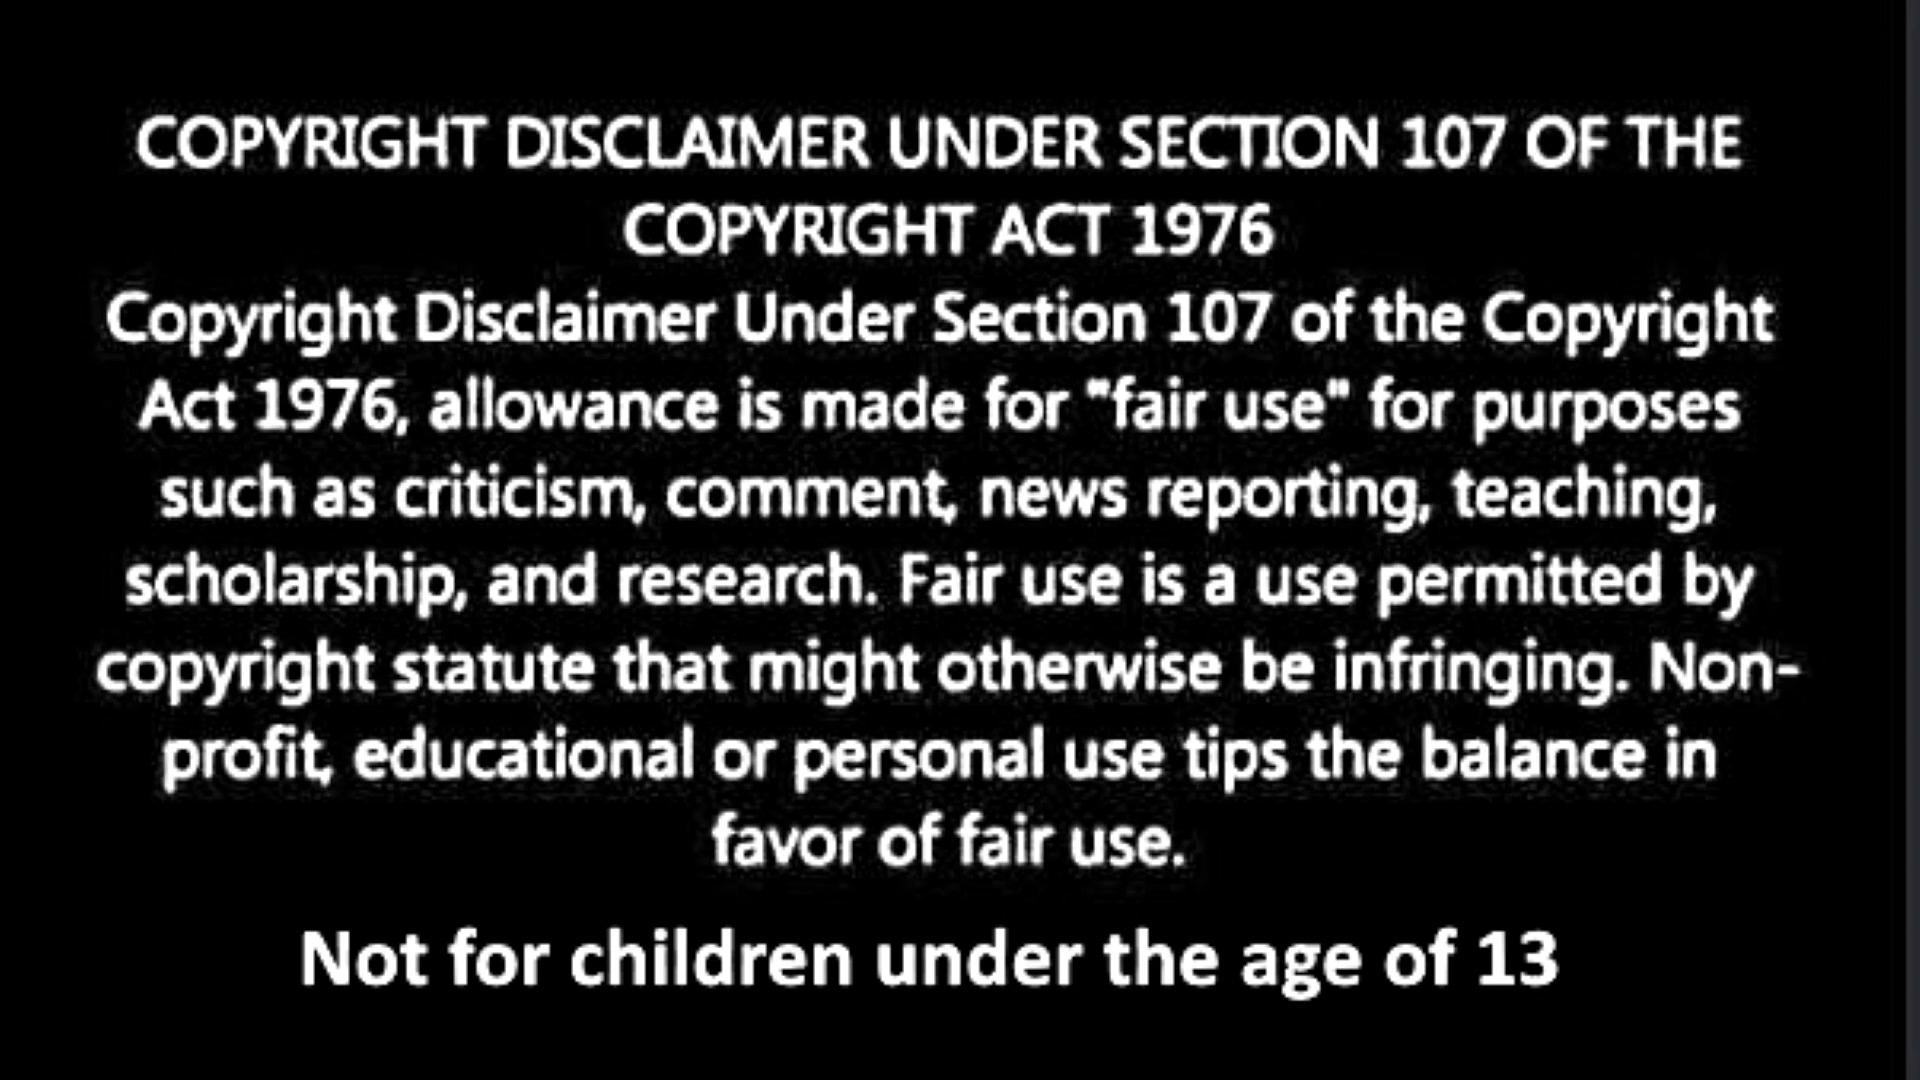 COPYRIGHT DISCLAIMER UNDER SECTION 107 OF THE
COPYRIGHT ACT 1976
Copyright Disclaimer Under Section 107 of the Copyright
Act 1976, allowance is made for "fair use" for purposes
such as criticism, comment, news reporting, teaching,
scholarship, and research. Fair use is a use permitted by
copyright statute that might otherwise be infringing. Non-
profit, educational or personal use tips the balance in
favor of fair use.
Not for children under the age of 13